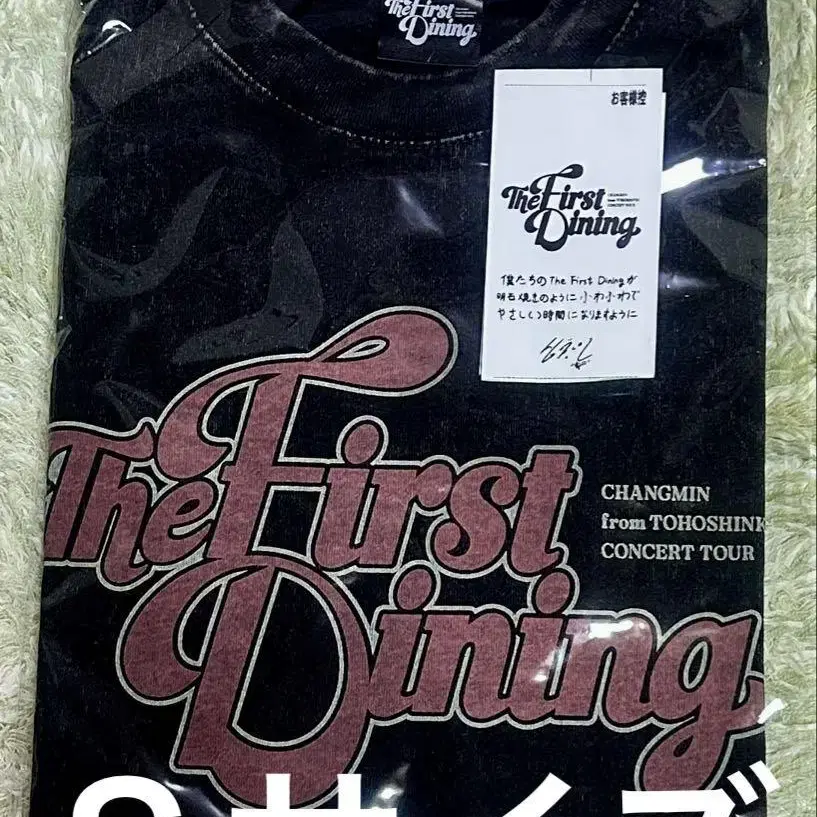 The First
Dining
お客様控
The First
Dining
僕たちのThe First Diningが
明石焼きのように ふわふわで
やさしい時間になりますように
The First
Dining
CHANGMIN
from TOHOSHINK
CONCERT TOUR
Sサイズ